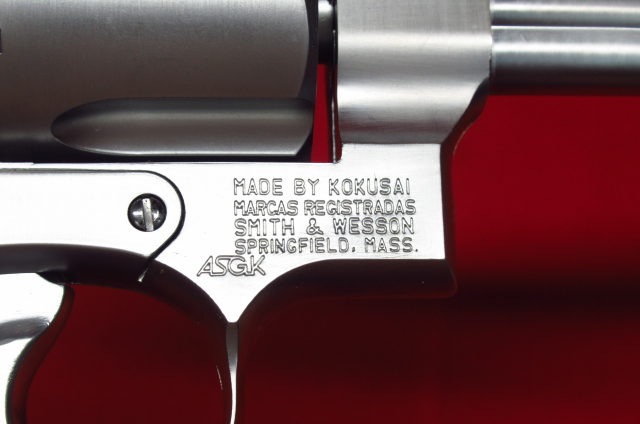 MADE BY KOKUSAI
MARCAS REGISTRADAS
SMITH & WESSON
SPRINGFIELD, MASS.
ASGK